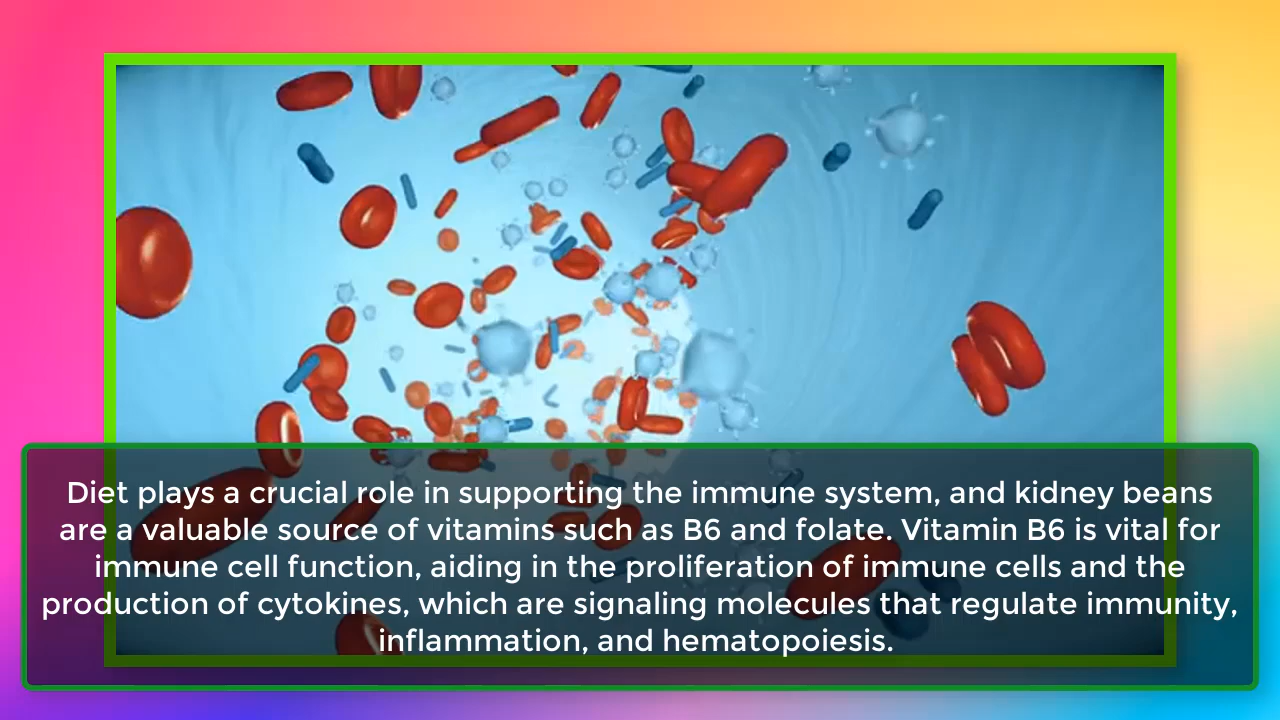 Diet plays a crucial role in supporting the immune system, and kidney beans
are a valuable source of vitamins such as B6 and folate. Vitamin B6 is vital for
immune cell function, aiding in the proliferation of immune cells and the
production of cytokines, which are signaling molecules that regulate immunity,
inflammation, and hematopoiesis.